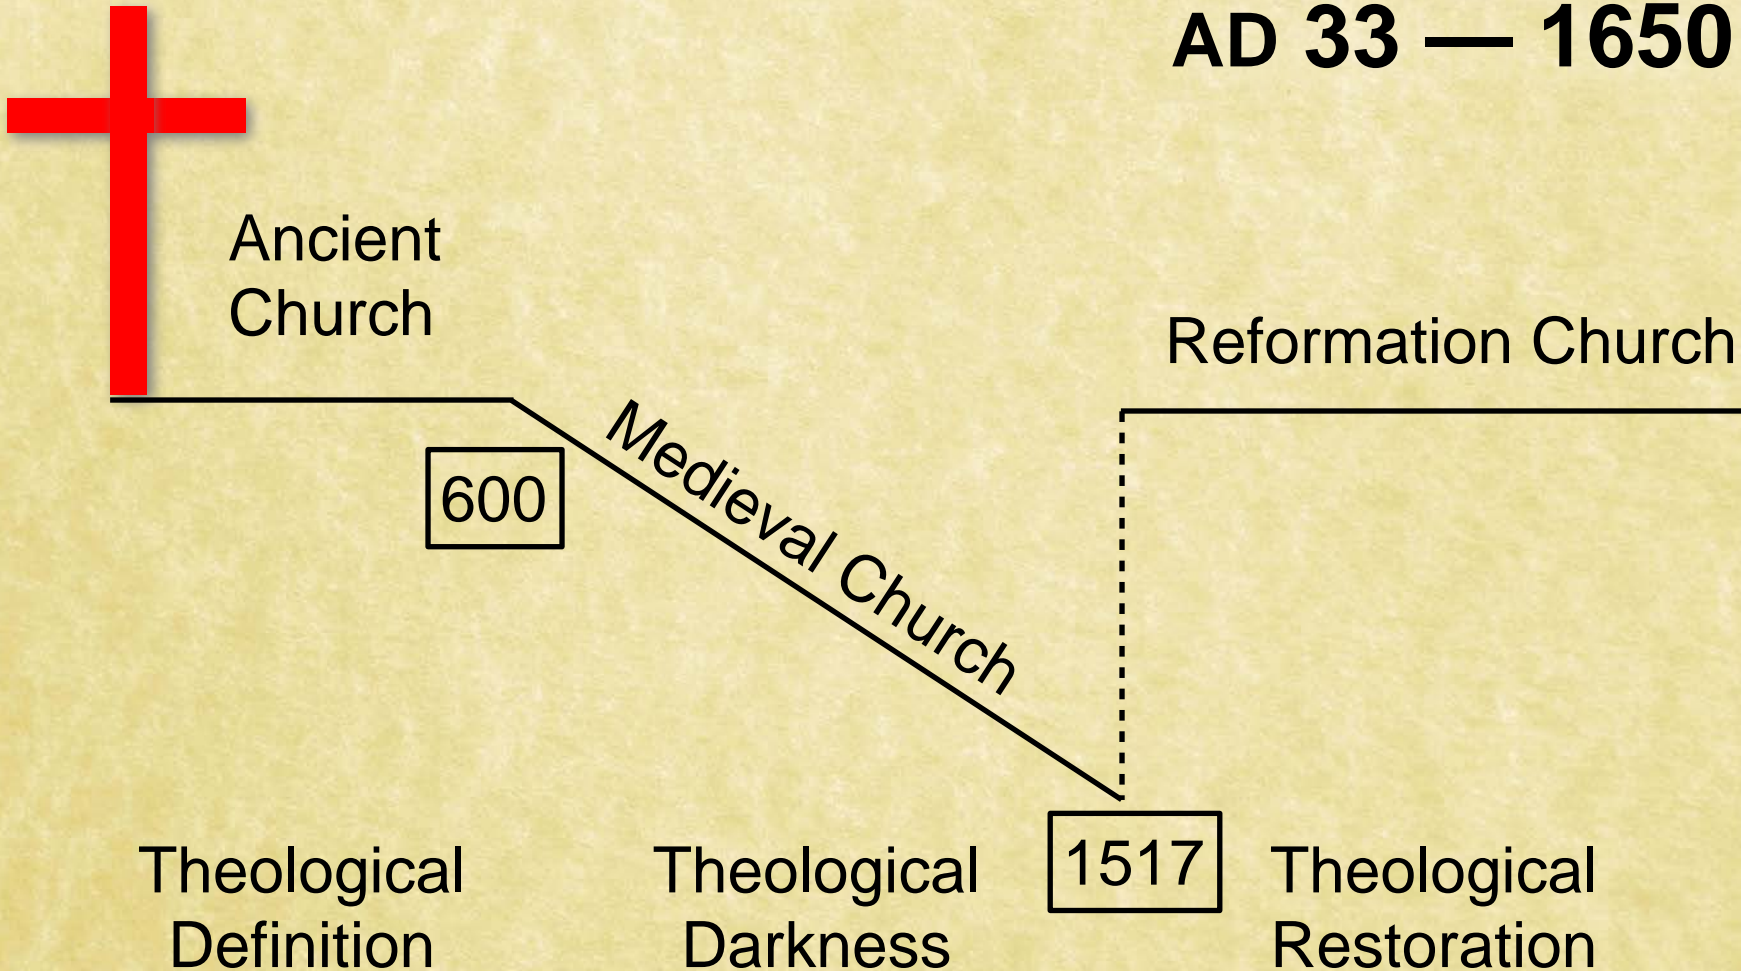 AD 33 — 1650
Ancient
Church
Reformation Church
600
Medieval Church
1517
Theological
Definition
Theological
Darkness
Theological
Restoration